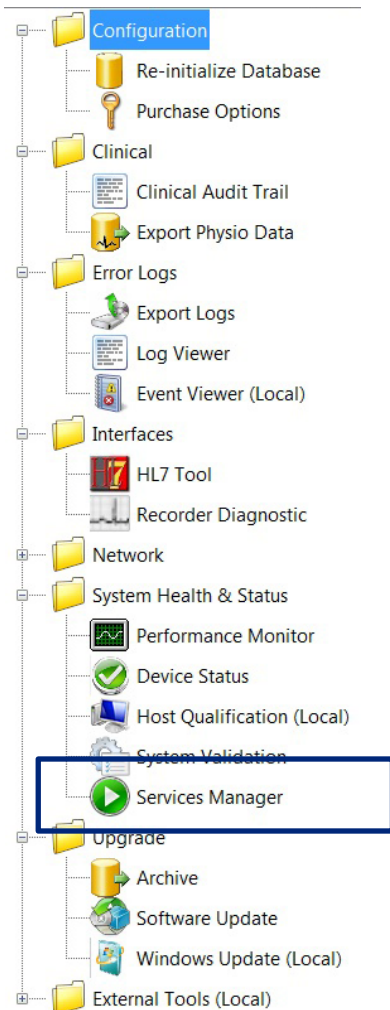 Configuration
Re-initialize Database
Purchase Options
Clinical
Clinical Audit Trail
Export Physio Data
Error Logs
Export Logs
Log Viewer
Event Viewer (Local)
Interfaces
H7
HL7 Tool
Recorder Diagnostic
Network
System Health & Status
Performance Monitor
Device Status
Host Qualification (Local)
System Validation
Services Manager
Upgrade
Archive
Software Update
Windows Update (Local)
External Tools (Local)